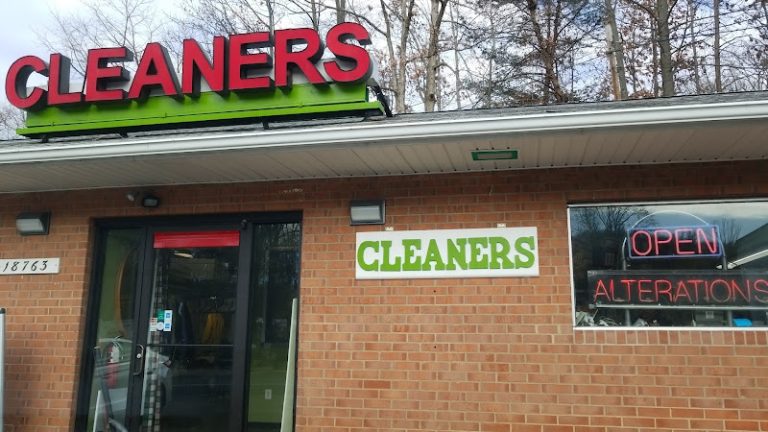 CLEANERS
18763
CLEANERS
OPEN
ALTERATIONS